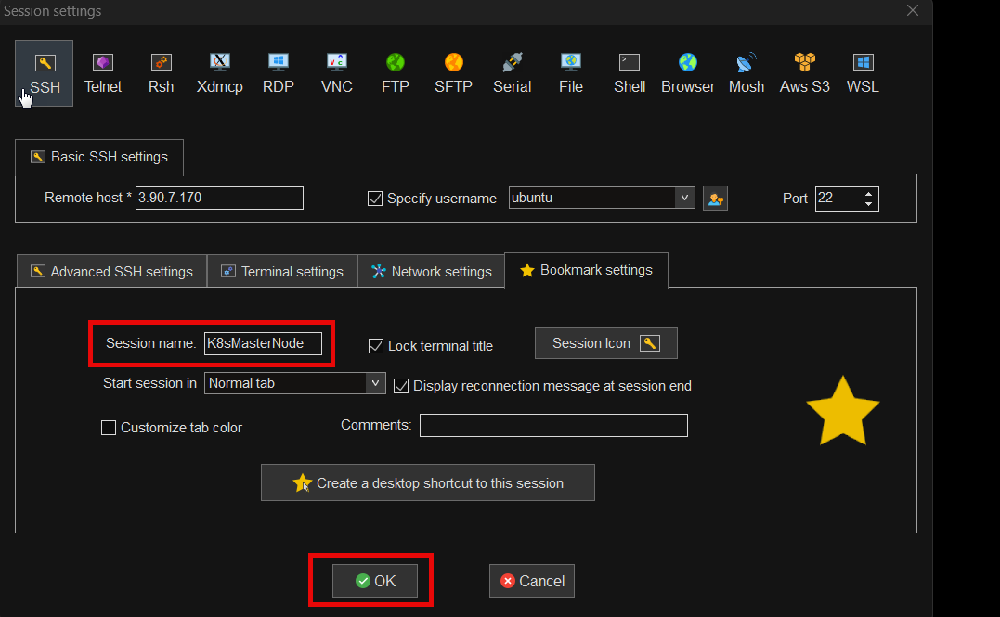 Session settings
SSH Telnet Rsh Xdmcp RDP VNC FTP SFTP Serial File Shell Browser Mosh Aws S3 WSL
Basic SSH settings
Remote host * 3.90.7.170 Specify username ubuntu Port 22
Advanced SSH settings Terminal settings Network settings Bookmark settings
Session name: K8sMasterNode Lock terminal title Session Icon
Start session in Normal tab Display reconnection message at session end
Customize tab color Comments:
Create a desktop shortcut to this session
OK Cancel